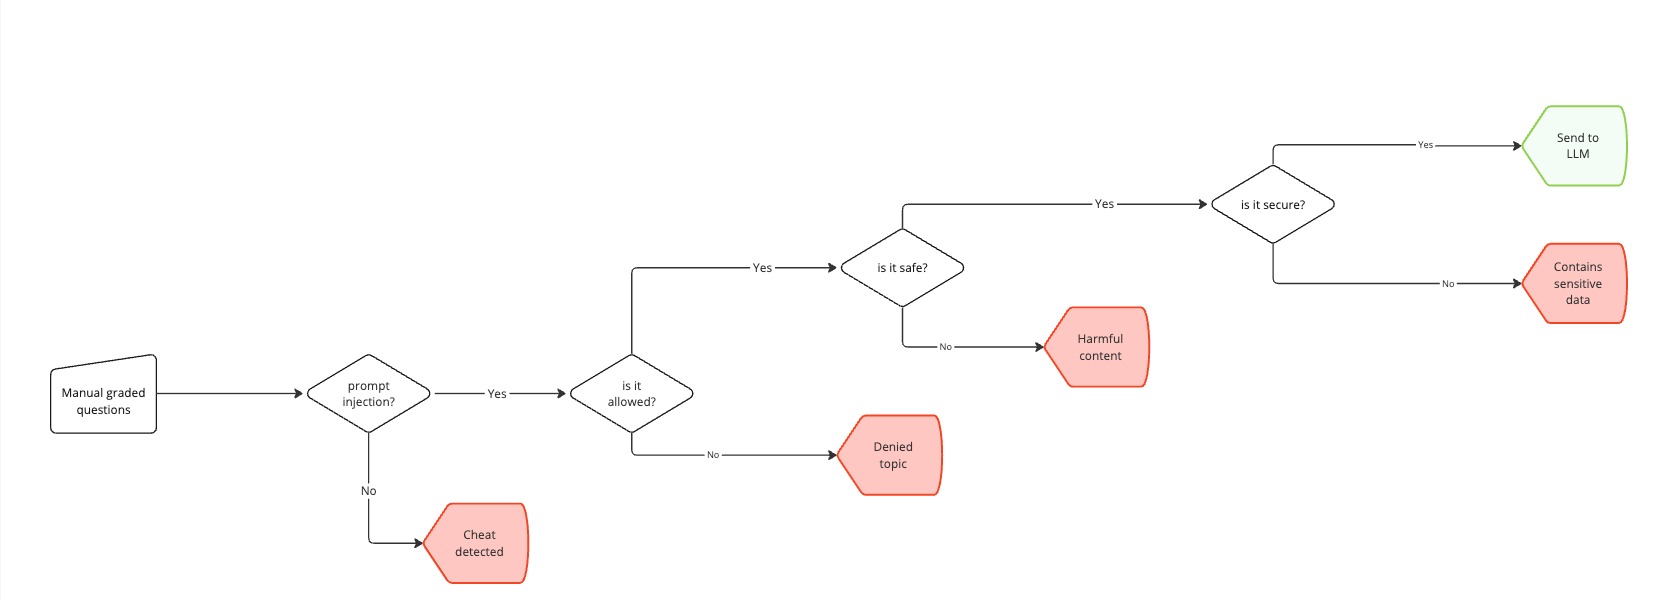 Manual graded
questions
prompt
injection?
Yes
No
Cheat
detected
is it
allowed?
Yes
No
Denied
topic
is it safe?
Yes
No
Harmful
content
is it secure?
Yes
Send to
LLM
No
Contains
sensitive
data